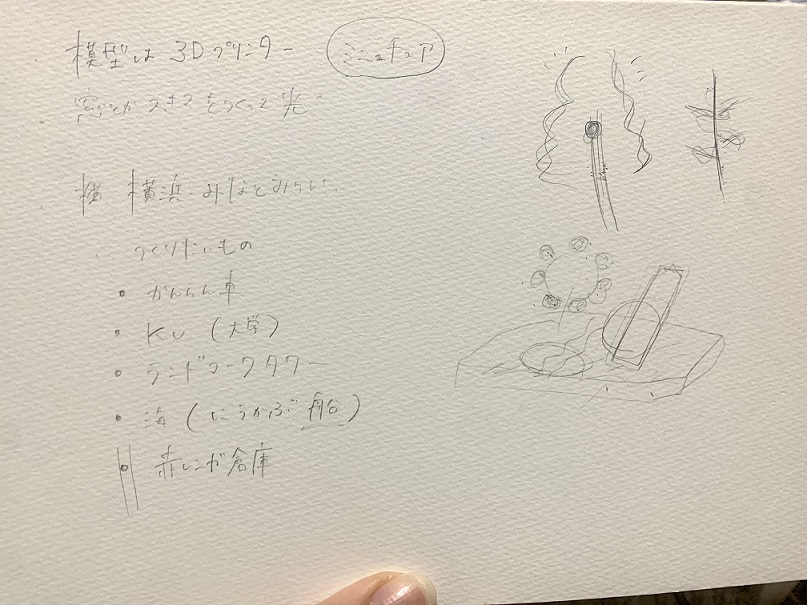 模型は 3Dプリンター ミニュチュア
窓とかスキマをつくって光
横浜・みなとみらい
つくりたいもの
・かんらん車
・KU（大学）
・ランドマークタワー
・海（にうかぶ船）
・赤レンガ倉庫